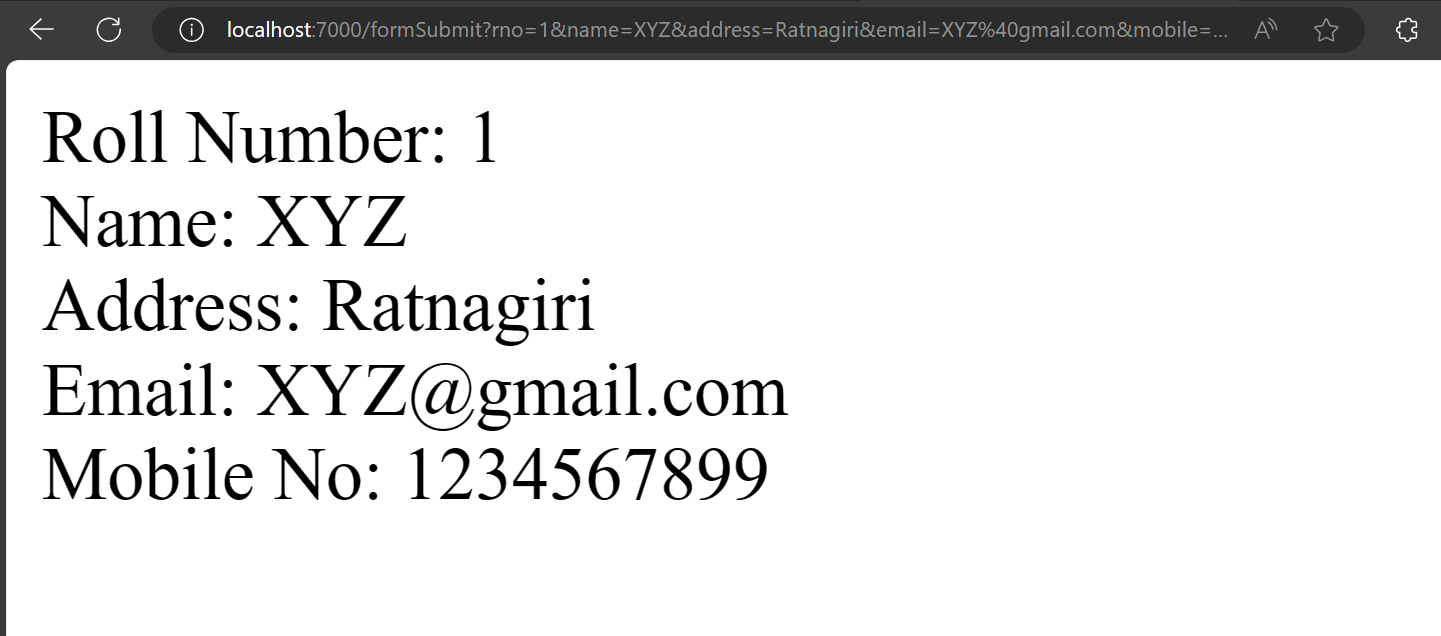 localhost:7000/formSubmit?rno=1&name=XYZ&address=Ratnagiri&email=XYZ%40gmail.com&mobile=...
Roll Number: 1
Name: XYZ
Address: Ratnagiri
Email: XYZ@gmail.com
Mobile No: 1234567899